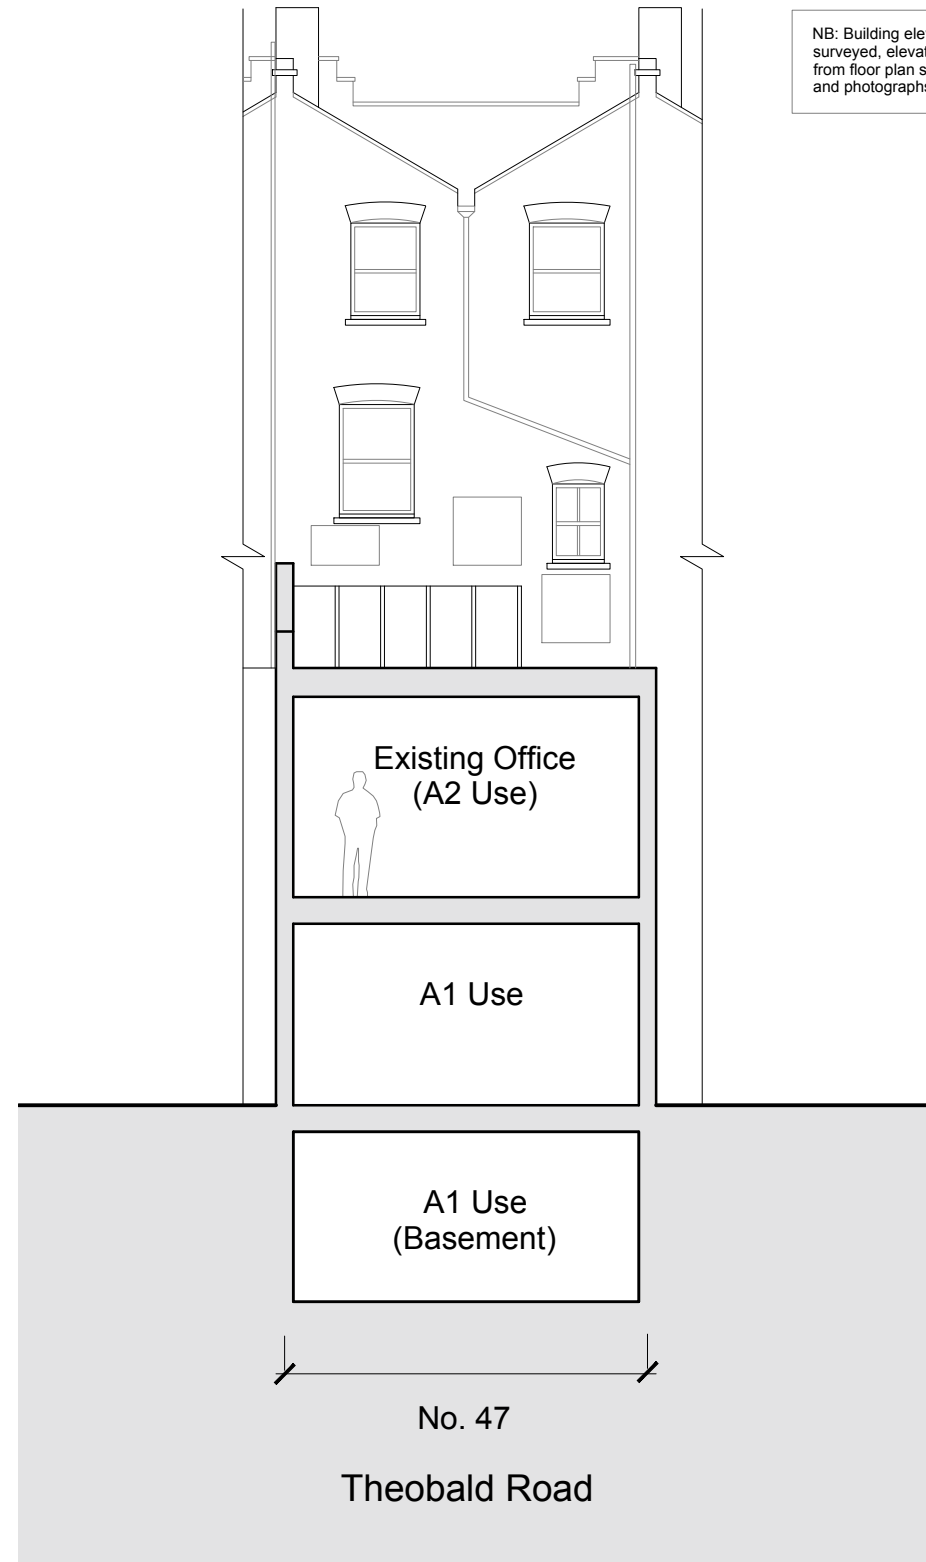 NB: Building
surveyed, elevat
from floor plan s
and photographs
Existing Office
(A2 Use)
A1 Use
A1 Use
(Basement)
No. 47
Theobald Road